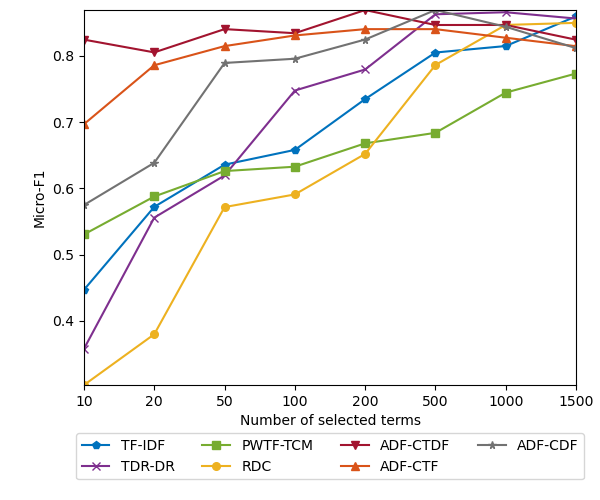 0.8
0.7
0.6
0.5
0.4
Micro-F1
10 20 50 100 200 500 1000 1500
Number of selected terms
TF-IDF PWTF-TCM ADF-CTDF ADF-CDF
TDR-DR RDC ADF-CTF